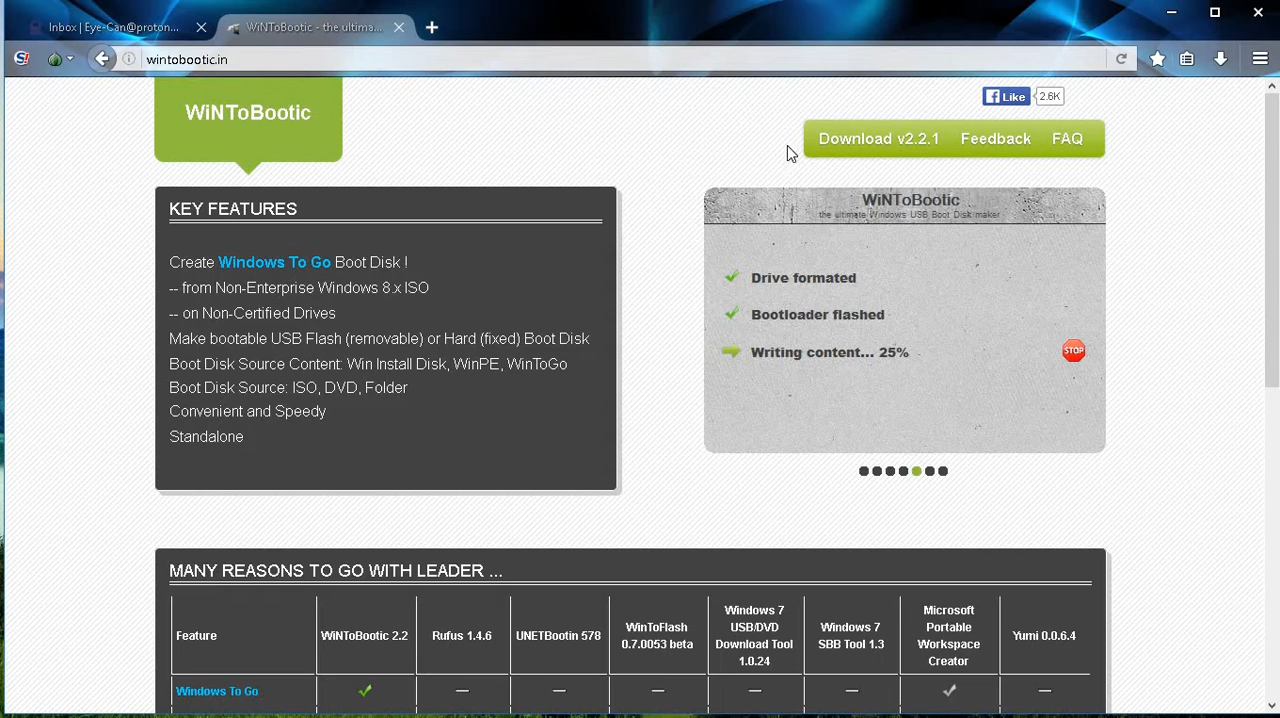 Inbox | Eye-Can@proton...
WiNToBootic - the ultima...
wintobootic.in
WiNToBootic
Like 2.6K
Download v2.2.1 Feedback FAQ
KEY FEATURES
Create Windows To Go Boot Disk !
-- from Non-Enterprise Windows 8.x ISO
-- on Non-Certified Drives
Make bootable USB Flash (removable) or Hard (fixed) Boot Disk
Boot Disk Source Content: Win Install Disk, WinPE, WinToGo
Boot Disk Source: ISO, DVD, Folder
Convenient and Speedy
Standalone
WiNToBootic
the ultimate Windows USB Boot Disk maker
Drive formated
Bootloader flashed
Writing content... 25%
STOP
MANY REASONS TO GO WITH LEADER ...
Feature
WiNToBootic 2.2
Rufus 1.4.6
UNETBootin 578
WinToFlash
0.7.0053 beta
Windows 7
USB/DVD
Download Tool
1.0.24
Windows 7
SBB Tool 1.3
Microsoft
Portable
Workspace
Creator
Yumi 0.0.6.4
Windows To Go — — — — — —